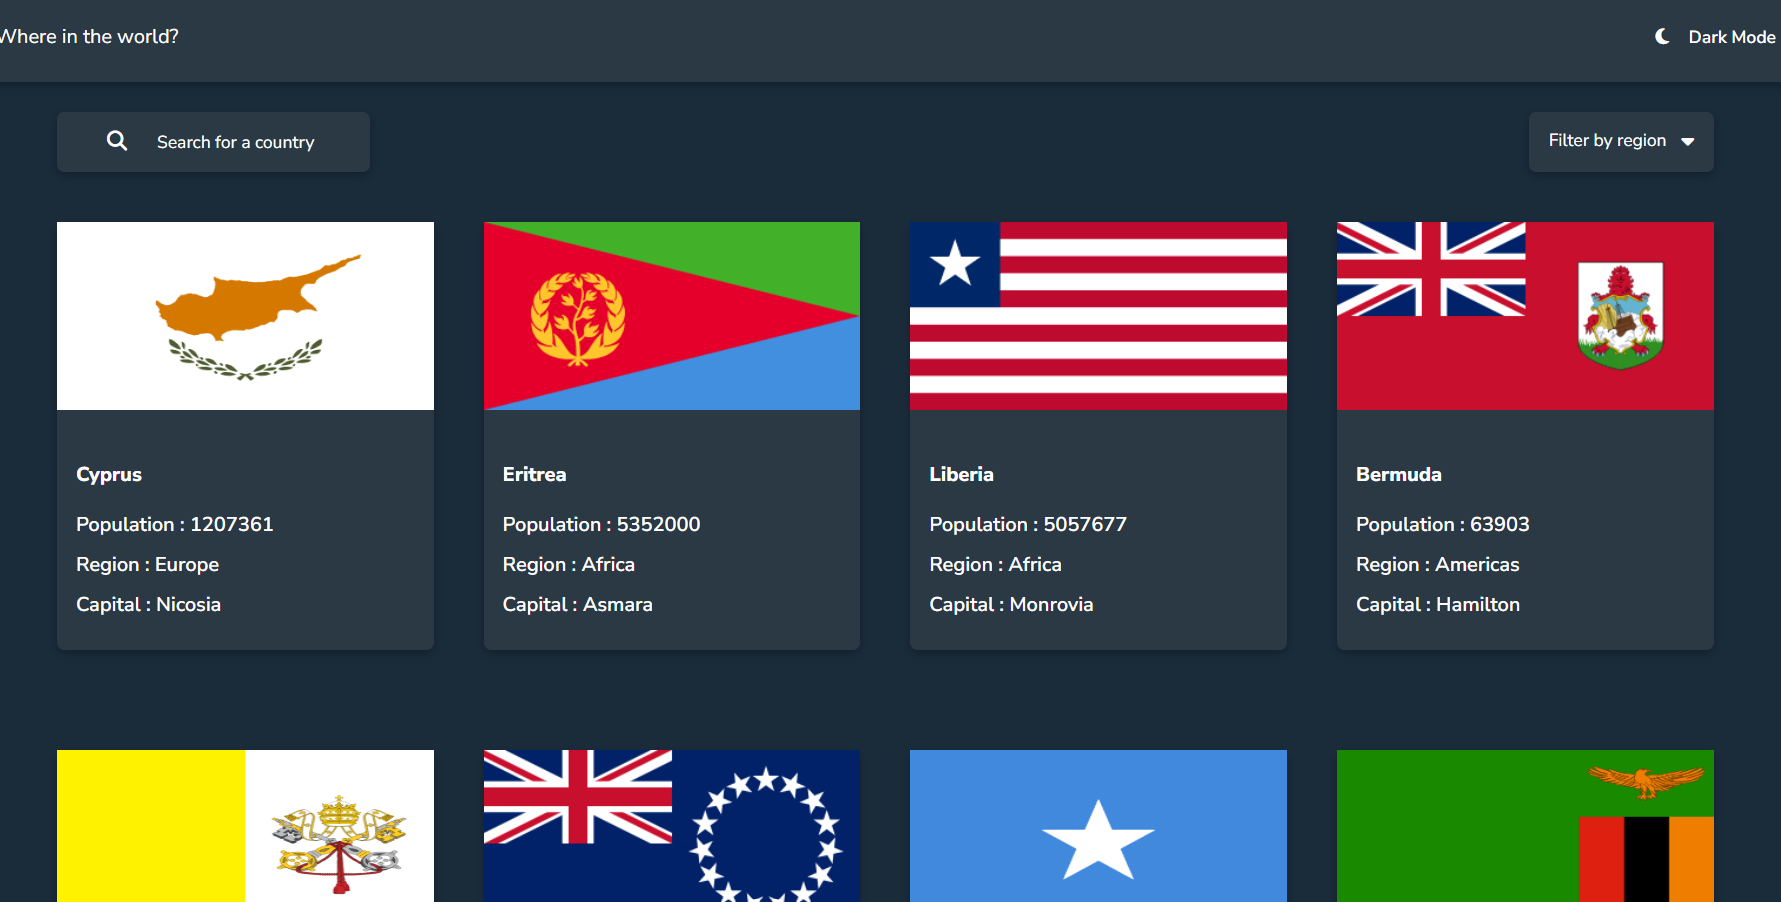 Where in the world?
Dark Mode
Search for a country
Filter by region
Cyprus
Population : 1207361
Region : Europe
Capital : Nicosia
Eritrea
Population : 5352000
Region : Africa
Capital : Asmara
Liberia
Population : 5057677
Region : Africa
Capital : Monrovia
Bermuda
Population : 63903
Region : Americas
Capital : Hamilton